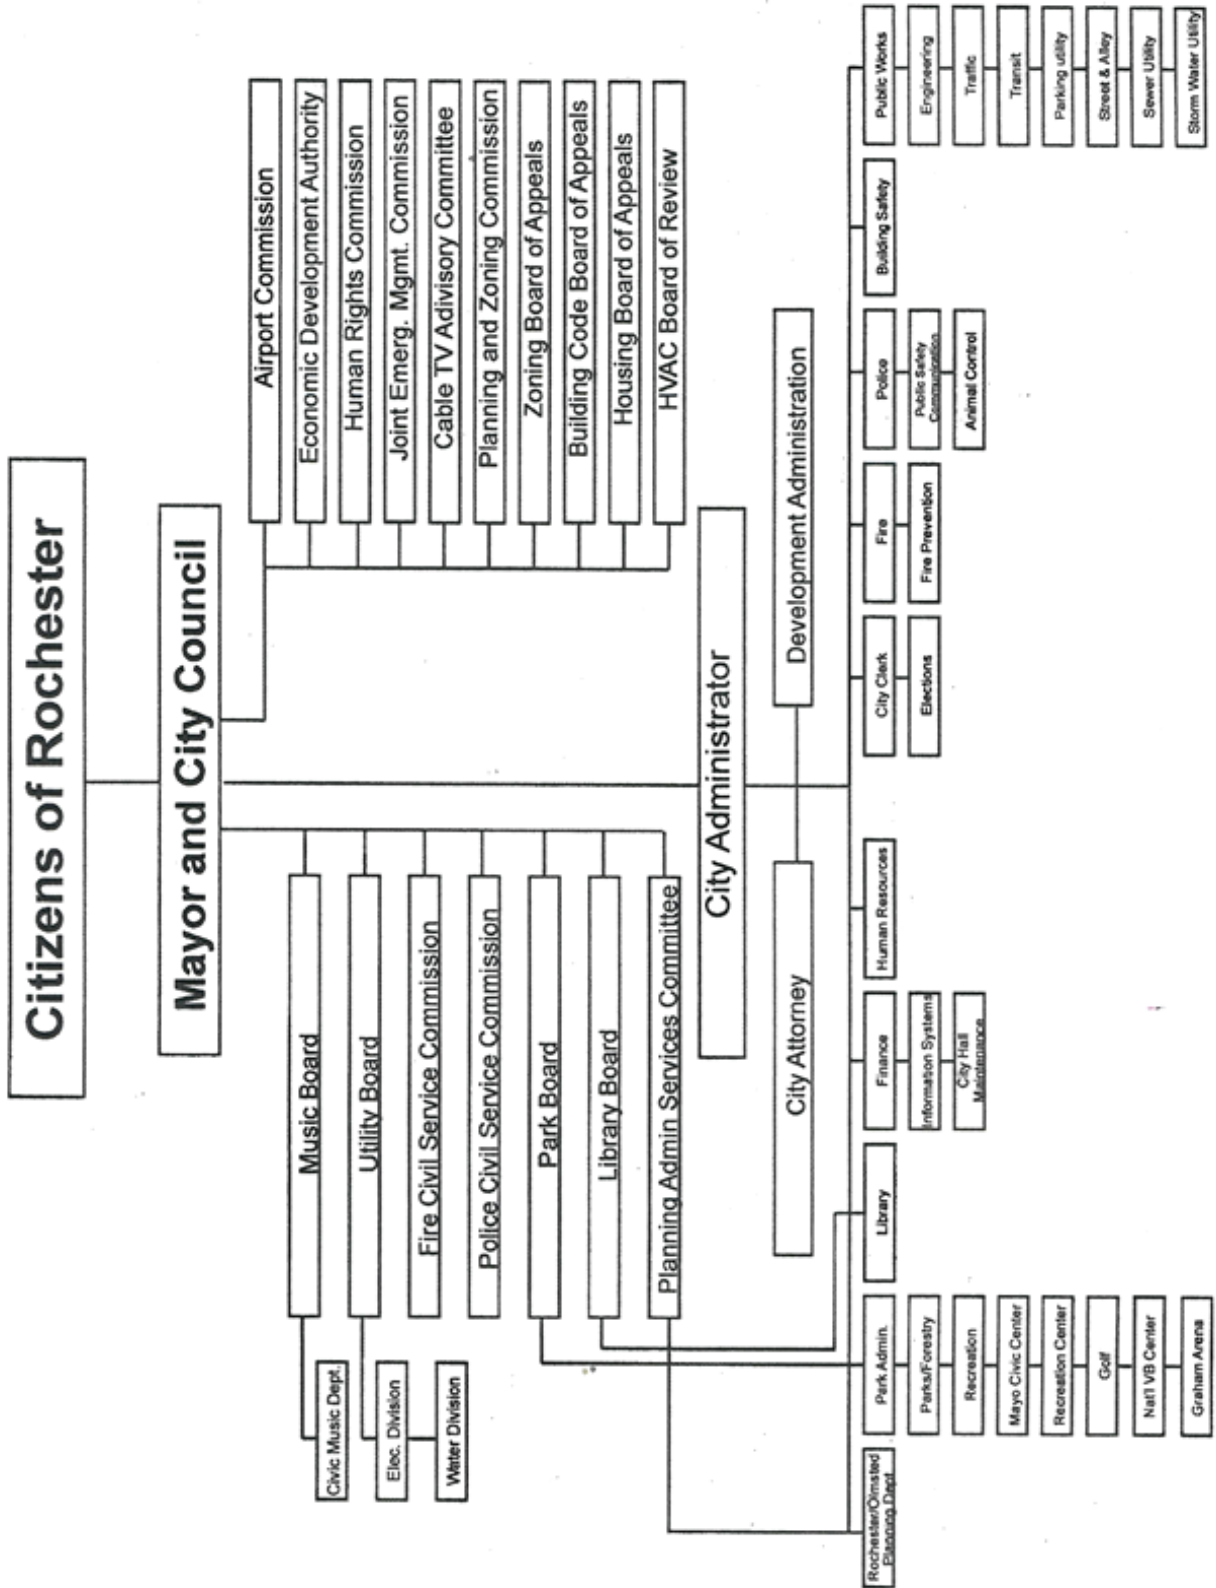 Citizens of Rochester
Mayor and City Council
Music Board
Civic Music Dept.
Utility Board
Elec. Division
Water Division
Fire Civil Service Commission
Police Civil Service Commission
Park Board
Library Board
Planning Admin Services Committee
Airport Commission
Economic Development Authority
Human Rights Commission
Joint Emerg. Mgmt. Commission
Cable TV Adivisory Committee
Planning and Zoning Commission
Zoning Board of Appeals
Building Code Board of Appeals
Housing Board of Appeals
HVAC Board of Review
City Administrator
City Attorney
Development Administration
Rochester/Olmsted
Planning Dept
Park Admin.
Parks/Forestry
Recreation
Mayo Civic Center
Recreation Center
Golf
Nat'l VB Center
Graham Arena
Library
Finance
Information Systems
City Hall
Maintenance
Human Resources
City Clerk
Elections
Fire
Fire Prevention
Police
Public Safety
Communication
Animal Control
Building Safety
Public Works
Engineering
Traffic
Transit
Parking utility
Street & Alley
Sewer Utility
Storm Water Utility